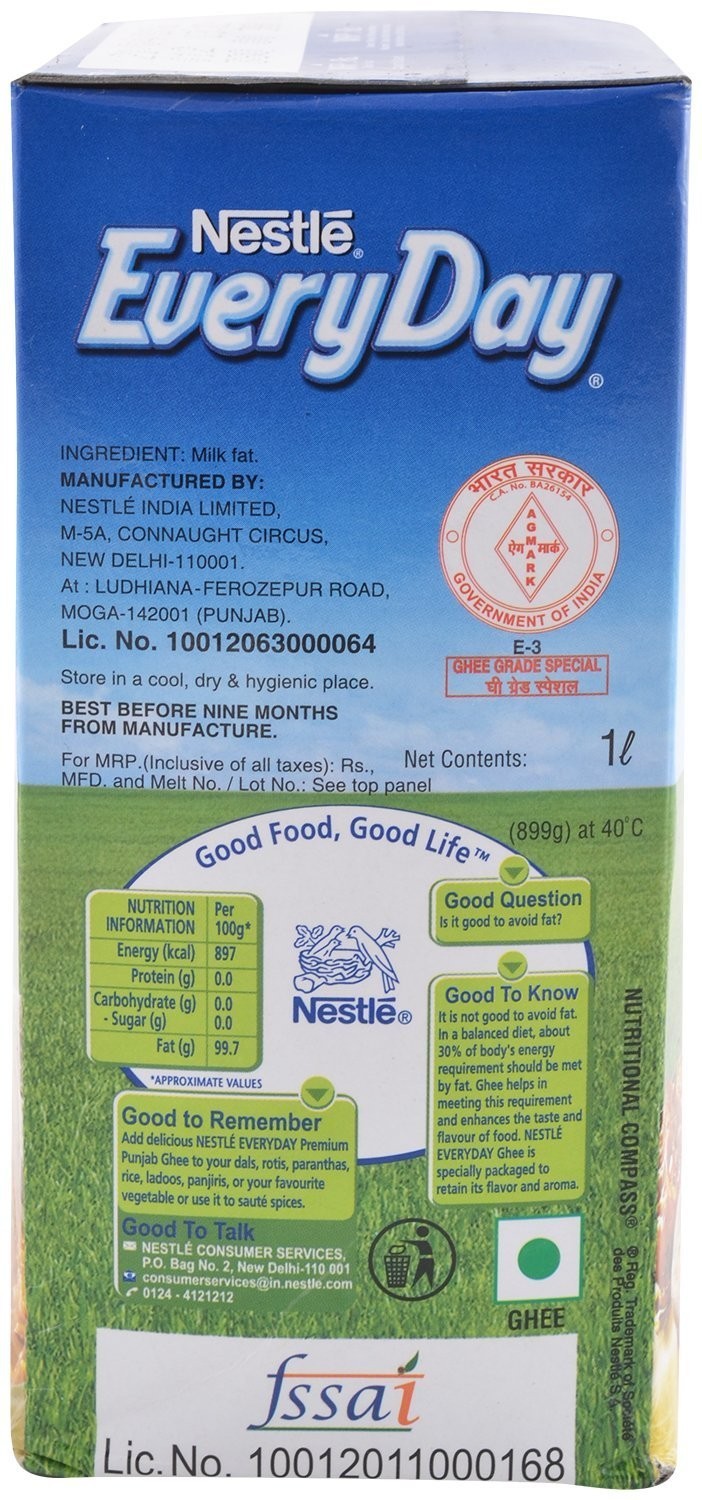 Nestlé®
EveryDay®
INGREDIENT: Milk fat.
MANUFACTURED BY:
NESTLÉ INDIA LIMITED,
M-5A, CONNAUGHT CIRCUS,
NEW DELHI-110001.
At : LUDHIANA-FEROZEPUR ROAD,
MOGA-142001 (PUNJAB).
Lic. No. 10012063000064
Store in a cool, dry & hygienic place.
BEST BEFORE NINE MONTHS
FROM MANUFACTURE.
For MRP.(Inclusive of all taxes): Rs.,
MFD. and Melt No. / Lot No.: See top panel
भारत सरकार
C.A. No. BA26154
AGMARK
ऐग मार्क
GOVERNMENT OF INDIA
E-3
GHEE GRADE SPECIAL
घी ग्रेड स्पेशल
Net Contents: 1ℓ
(899g) at 40°C
Good Food, Good Life™
NUTRITION INFORMATION Per 100g*
Energy (kcal) 897
Protein (g) 0.0
Carbohydrate (g) 0.0
- Sugar (g) 0.0
Fat (g) 99.7
*APPROXIMATE VALUES
Nestlé®
Good Question
Is it good to avoid fat?
Good To Know
It is not good to avoid fat.
In a balanced diet, about
30% of body's energy
requirement should be met
by fat. Ghee helps in
meeting this requirement
and enhances the taste and
flavour of food. NESTLÉ
EVERYDAY Ghee is
specially packaged to
retain its flavor and aroma.
Good to Remember
Add delicious NESTLÉ EVERYDAY Premium
Punjab Ghee to your dals, rotis, paranthas,
rice, ladoos, panjiris, or your favourite
vegetable or use it to sauté spices.
Good To Talk
NESTLÉ CONSUMER SERVICES,
P.O. Bag No. 2, New Delhi-110 001
consumerservices@in.nestle.com
0124 - 4121212
GHEE
NUTRITIONAL COMPASS®
® Reg. Trademark of Société
des Produits Nestlé S.A.
fssai
Lic. No. 10012011000168